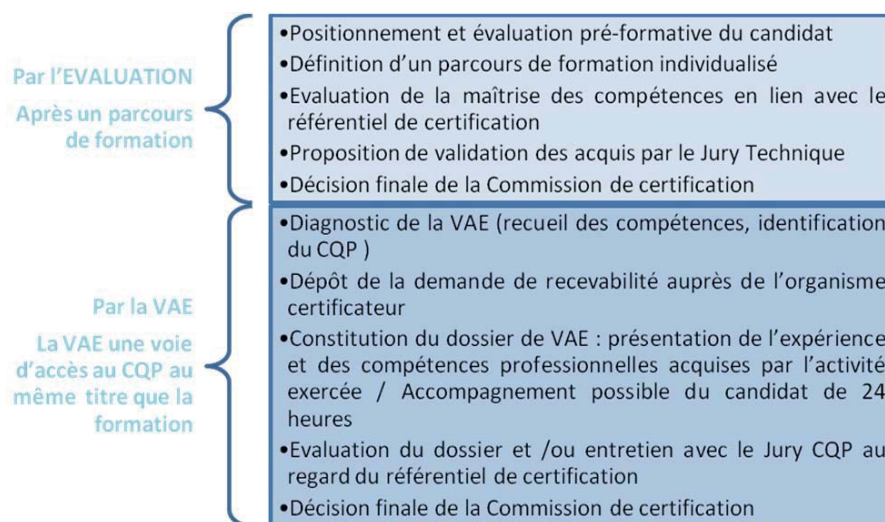 Par l'EVALUATION
Après un parcours
de formation
•Positionnement et évaluation pré-formative du candidat
•Définition d'un parcours de formation individualisé
•Evaluation de la maîtrise des compétences en lien avec le
référentiel de certification
•Proposition de validation des acquis par le Jury Technique
•Décision finale de la Commission de certification
Par la VAE
La VAE une voie
d'accès au CQP au
même titre que la
formation
•Diagnostic de la VAE (recueil des compétences, identification
du CQP )
•Dépôt de la demande de recevabilité auprès de l'organisme
certificateur
•Constitution du dossier de VAE : présentation de l'expérience
et des compétences professionnelles acquises par l'activité
exercée / Accompagnement possible du candidat de 24
heures
•Evaluation du dossier et /ou entretien avec le Jury CQP au
regard du référentiel de certification
•Décision finale de la Commission de certification